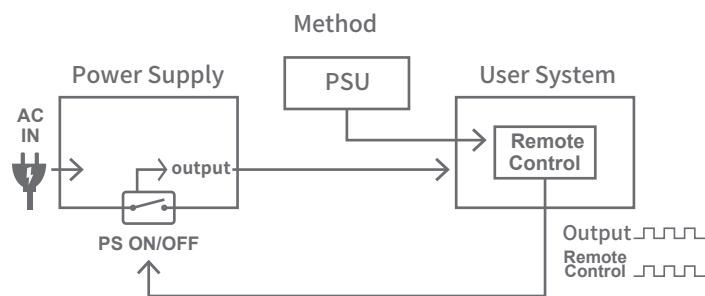 Method
Power Supply
PSU
User System
AC
IN
output
Remote
Control
PS ON/OFF
Output
Remote
Control